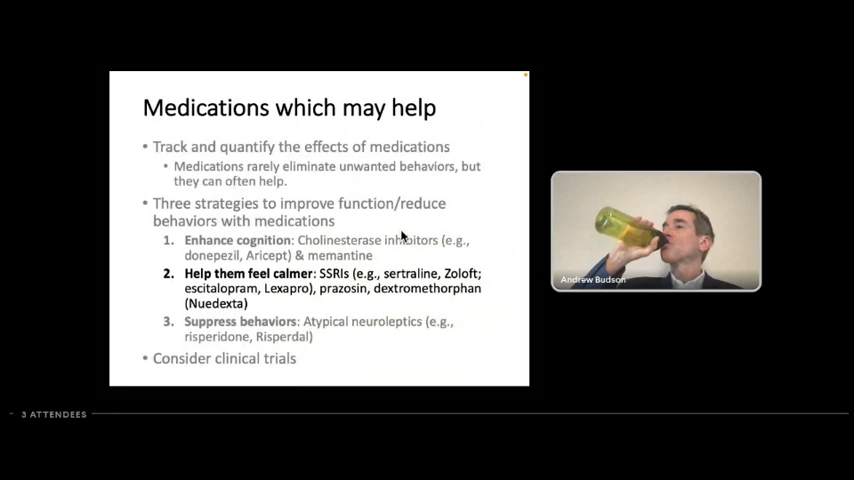 Medications which may help
• Track and quantify the effects of medications
• Medications rarely eliminate unwanted behaviors, but
they can often help.
• Three strategies to improve function/reduce
behaviors with medications
1. Enhance cognition: Cholinesterase inhibitors (e.g.,
donepezil, Aricept) & memantine
2. Help them feel calmer: SSRIs (e.g., sertraline, Zoloft;
escitalopram, Lexapro), prazosin, dextromethorphan
(Nuedexta)
3. Suppress behaviors: Atypical neuroleptics (e.g.,
risperidone, Risperdal)
• Consider clinical trials
Andrew Budson
3 ATTENDEES